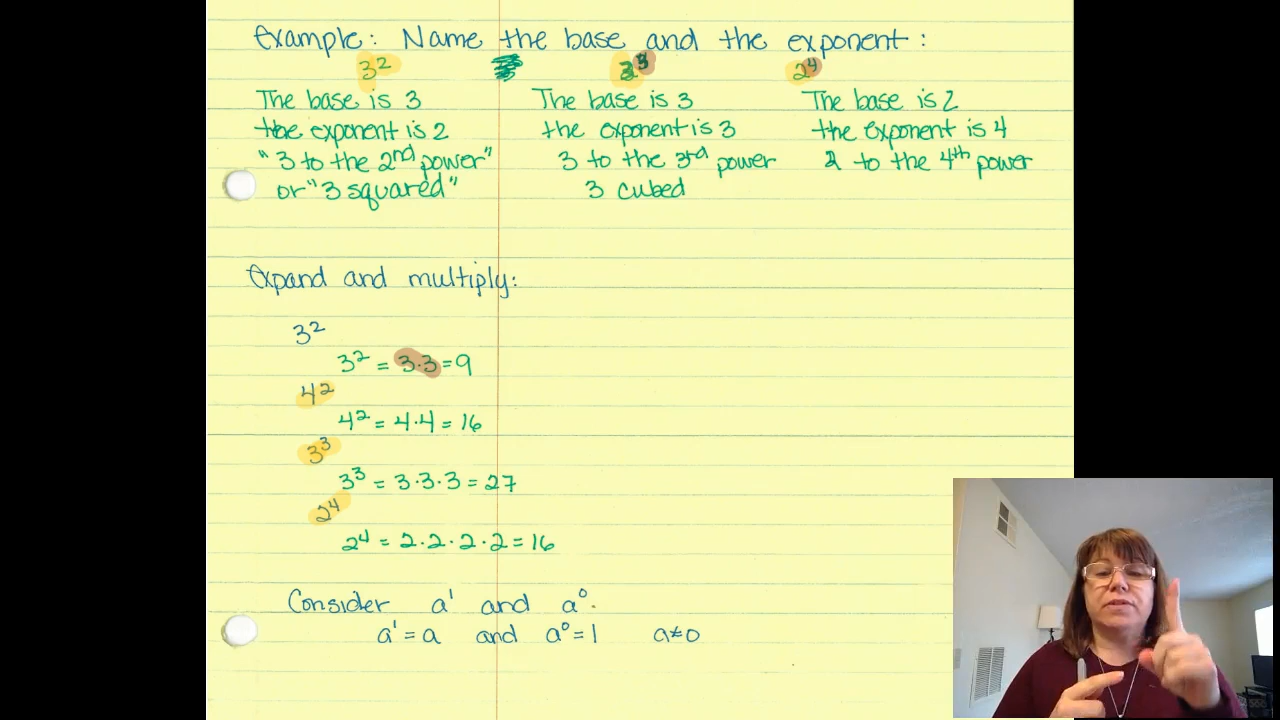 Example: Name the base and the exponent:
3² 3³ 2⁴
The base is 3 The base is 3 The base is 2
the exponent is 2 the exponent is 3 the exponent is 4
"3 to the 2nd power" 3 to the 3rd power 2 to the 4th power
or "3 squared" 3 cubed
Expand and multiply:
3²
3² = 3·3 = 9
4²
4² = 4·4 = 16
3³
3³ = 3·3·3 = 27
2⁴
2⁴ = 2·2·2·2 = 16
Consider a¹ and a⁰.
a¹ = a and a⁰ = 1 a≠0